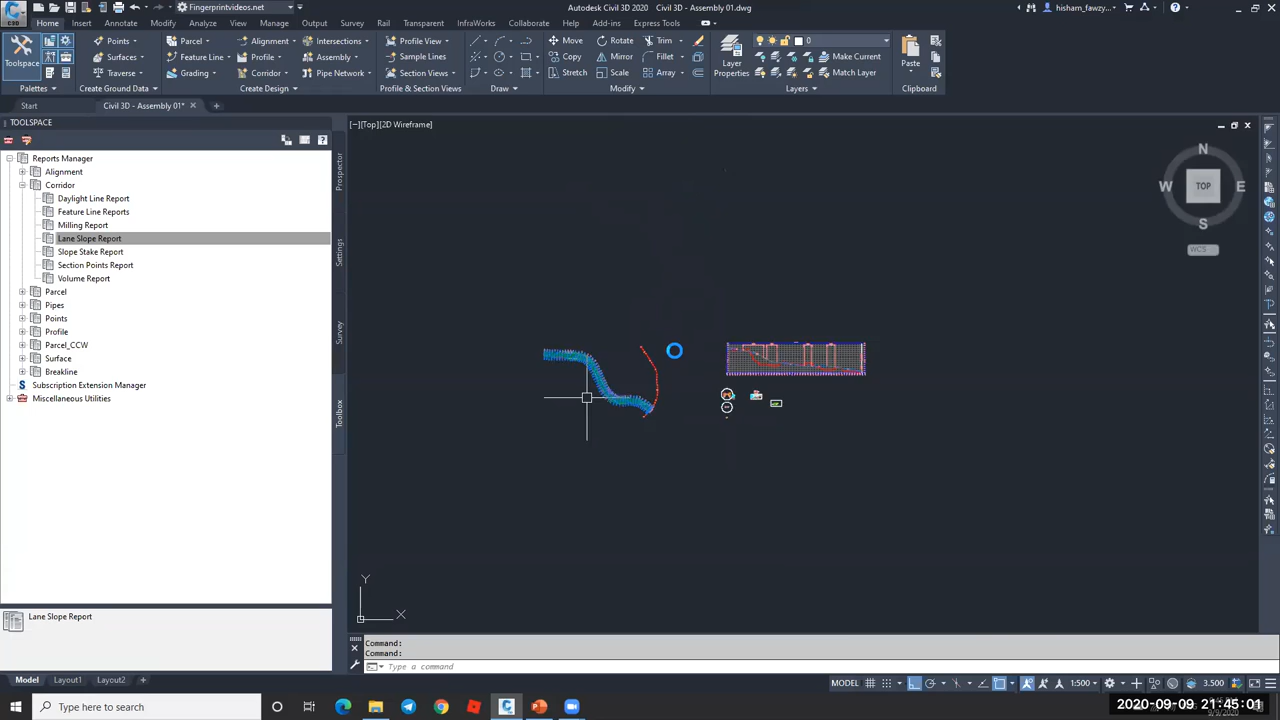 Fingerprintvideos.net
Autodesk Civil 3D 2020   Civil 3D - Assembly 01.dwg
hisham_fawzy...
C3D
Home Insert Annotate Modify Analyze View Manage Output Survey Rail Transparent InfraWorks Collaborate Help Add-ins Express Tools
Points Parcel Alignment Intersections Profile View Move Rotate Trim 0
Toolspace Surfaces Feature Line Profile Assembly Sample Lines Copy Mirror Fillet Layer Properties Make Current Paste
Traverse Grading Corridor Pipe Network Section Views Stretch Scale Array Match Layer
Palettes Create Ground Data Create Design Profile & Section Views Draw Modify Layers Clipboard
Start Civil 3D - Assembly 01*
TOOLSPACE
[−][Top][2D Wireframe]
Prospector
Settings
Survey
Toolbox
Reports Manager
Alignment
Corridor
Daylight Line Report
Feature Line Reports
Milling Report
Lane Slope Report
Slope Stake Report
Section Points Report
Volume Report
Parcel
Pipes
Points
Profile
Parcel_CCW
Surface
Breakline
Subscription Extension Manager
Miscellaneous Utilities
N
W TOP E
S
WCS
Y
X
Lane Slope Report
Command:
Command:
Type a command
Model Layout1 Layout2
MODEL 1:500 3.500
Type here to search
2020-09-09 21:45:01